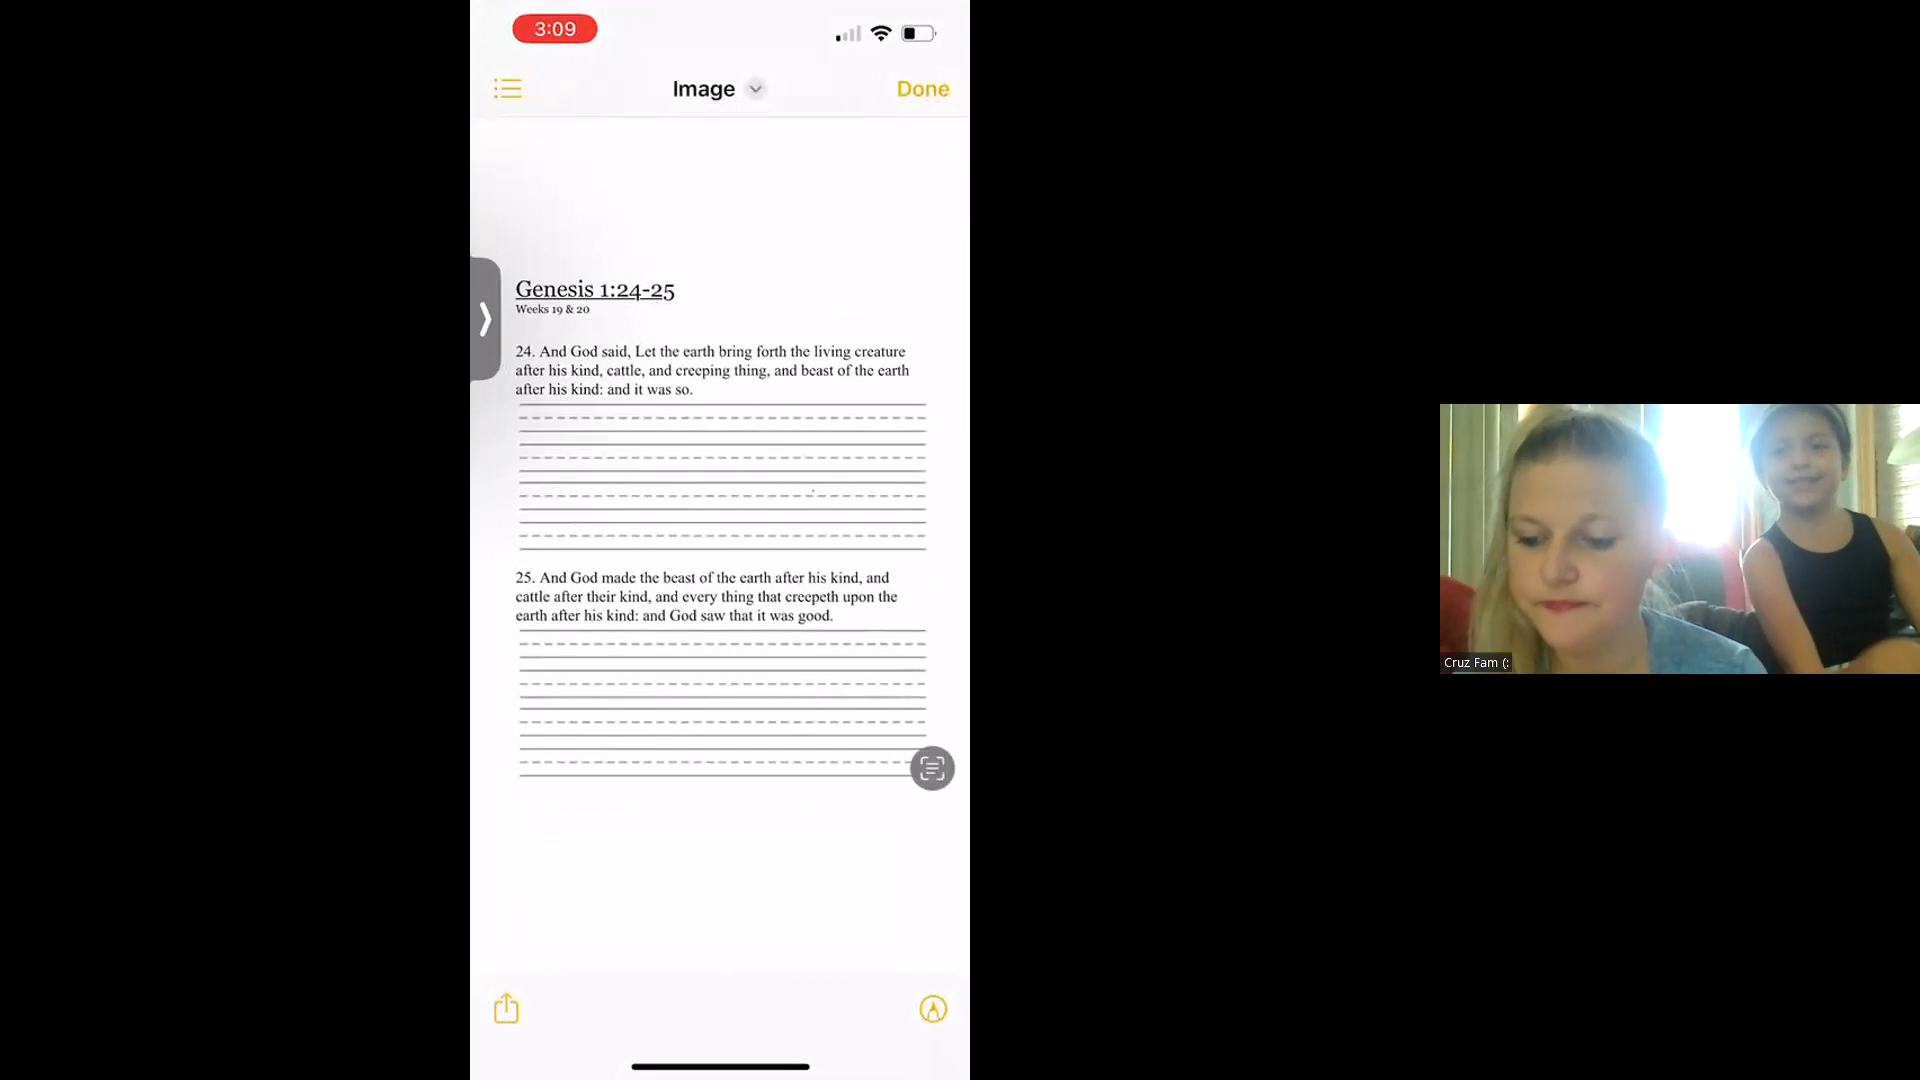 3:09
Image
Done
Genesis 1:24-25
Weeks 19 & 20
24. And God said, Let the earth bring forth the living creature
after his kind, cattle, and creeping thing, and beast of the earth
after his kind: and it was so.
25. And God made the beast of the earth after his kind, and
cattle after their kind, and every thing that creepeth upon the
earth after his kind: and God saw that it was good.
Cruz Fam (: